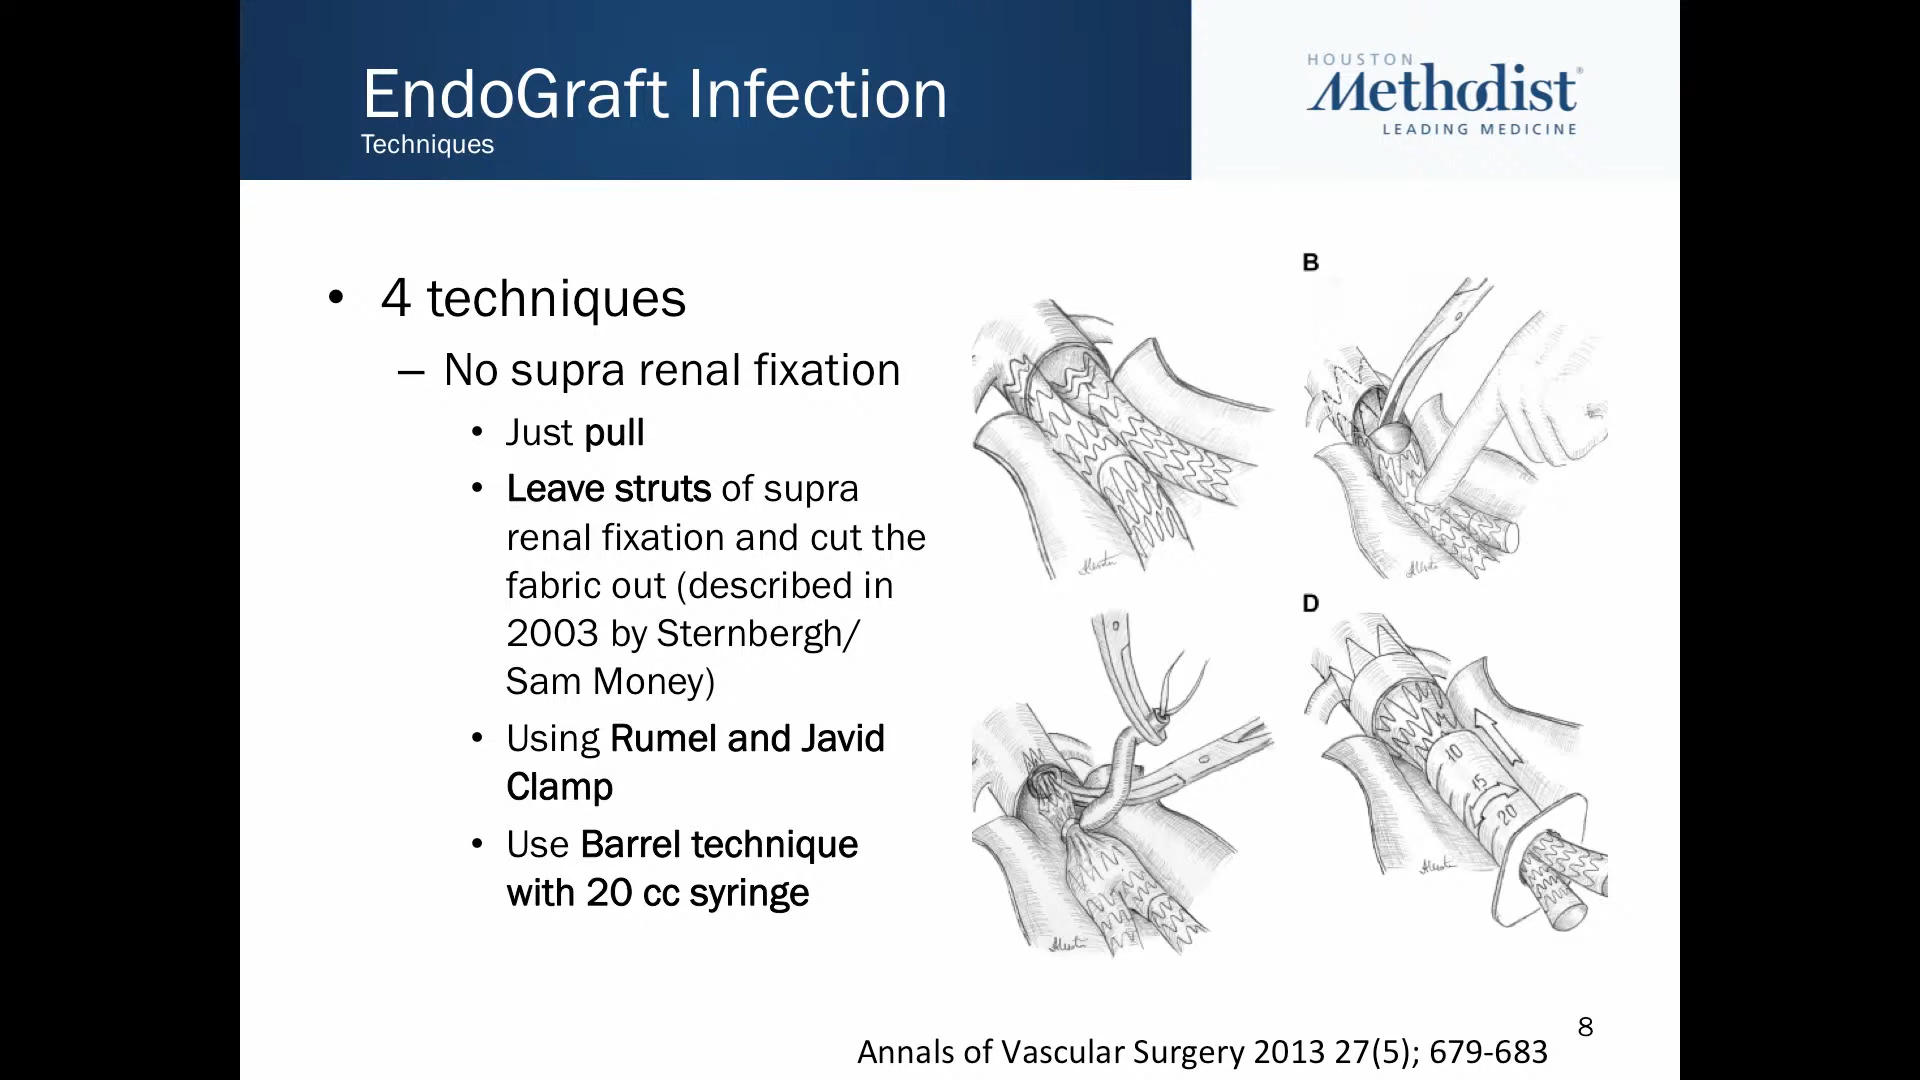 EndoGraft Infection
Techniques
HOUSTON
Methodist®
LEADING MEDICINE
• 4 techniques
– No supra renal fixation
• Just pull
• Leave struts of supra
renal fixation and cut the
fabric out (described in
2003 by Sternbergh/
Sam Money)
• Using Rumel and Javid
Clamp
• Use Barrel technique
with 20 cc syringe
B
D
10
15
20
8
Annals of Vascular Surgery 2013 27(5); 679-683